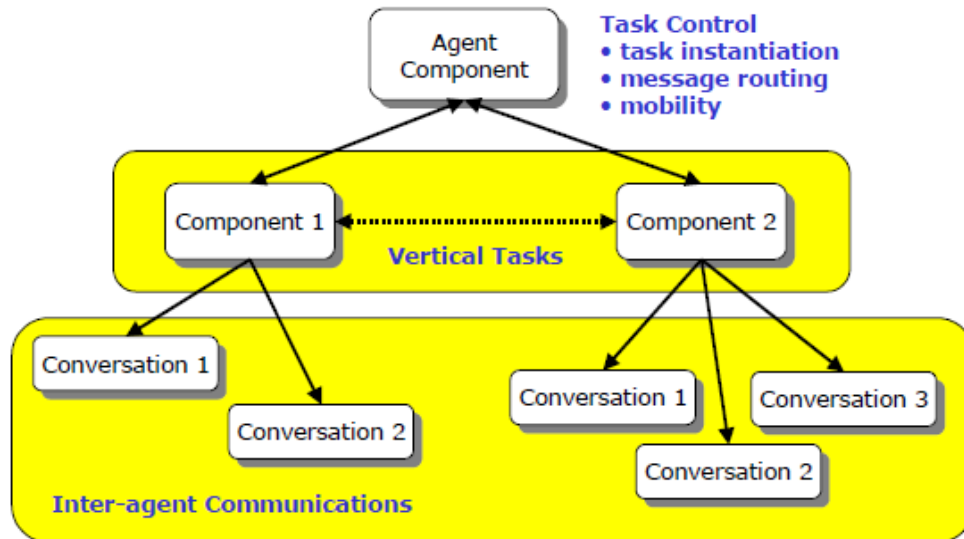 Agent
Component
Task Control
• task instantiation
• message routing
• mobility
Component 1
Component 2
Vertical Tasks
Conversation 1
Conversation 2
Conversation 1
Conversation 3
Conversation 2
Inter-agent Communications